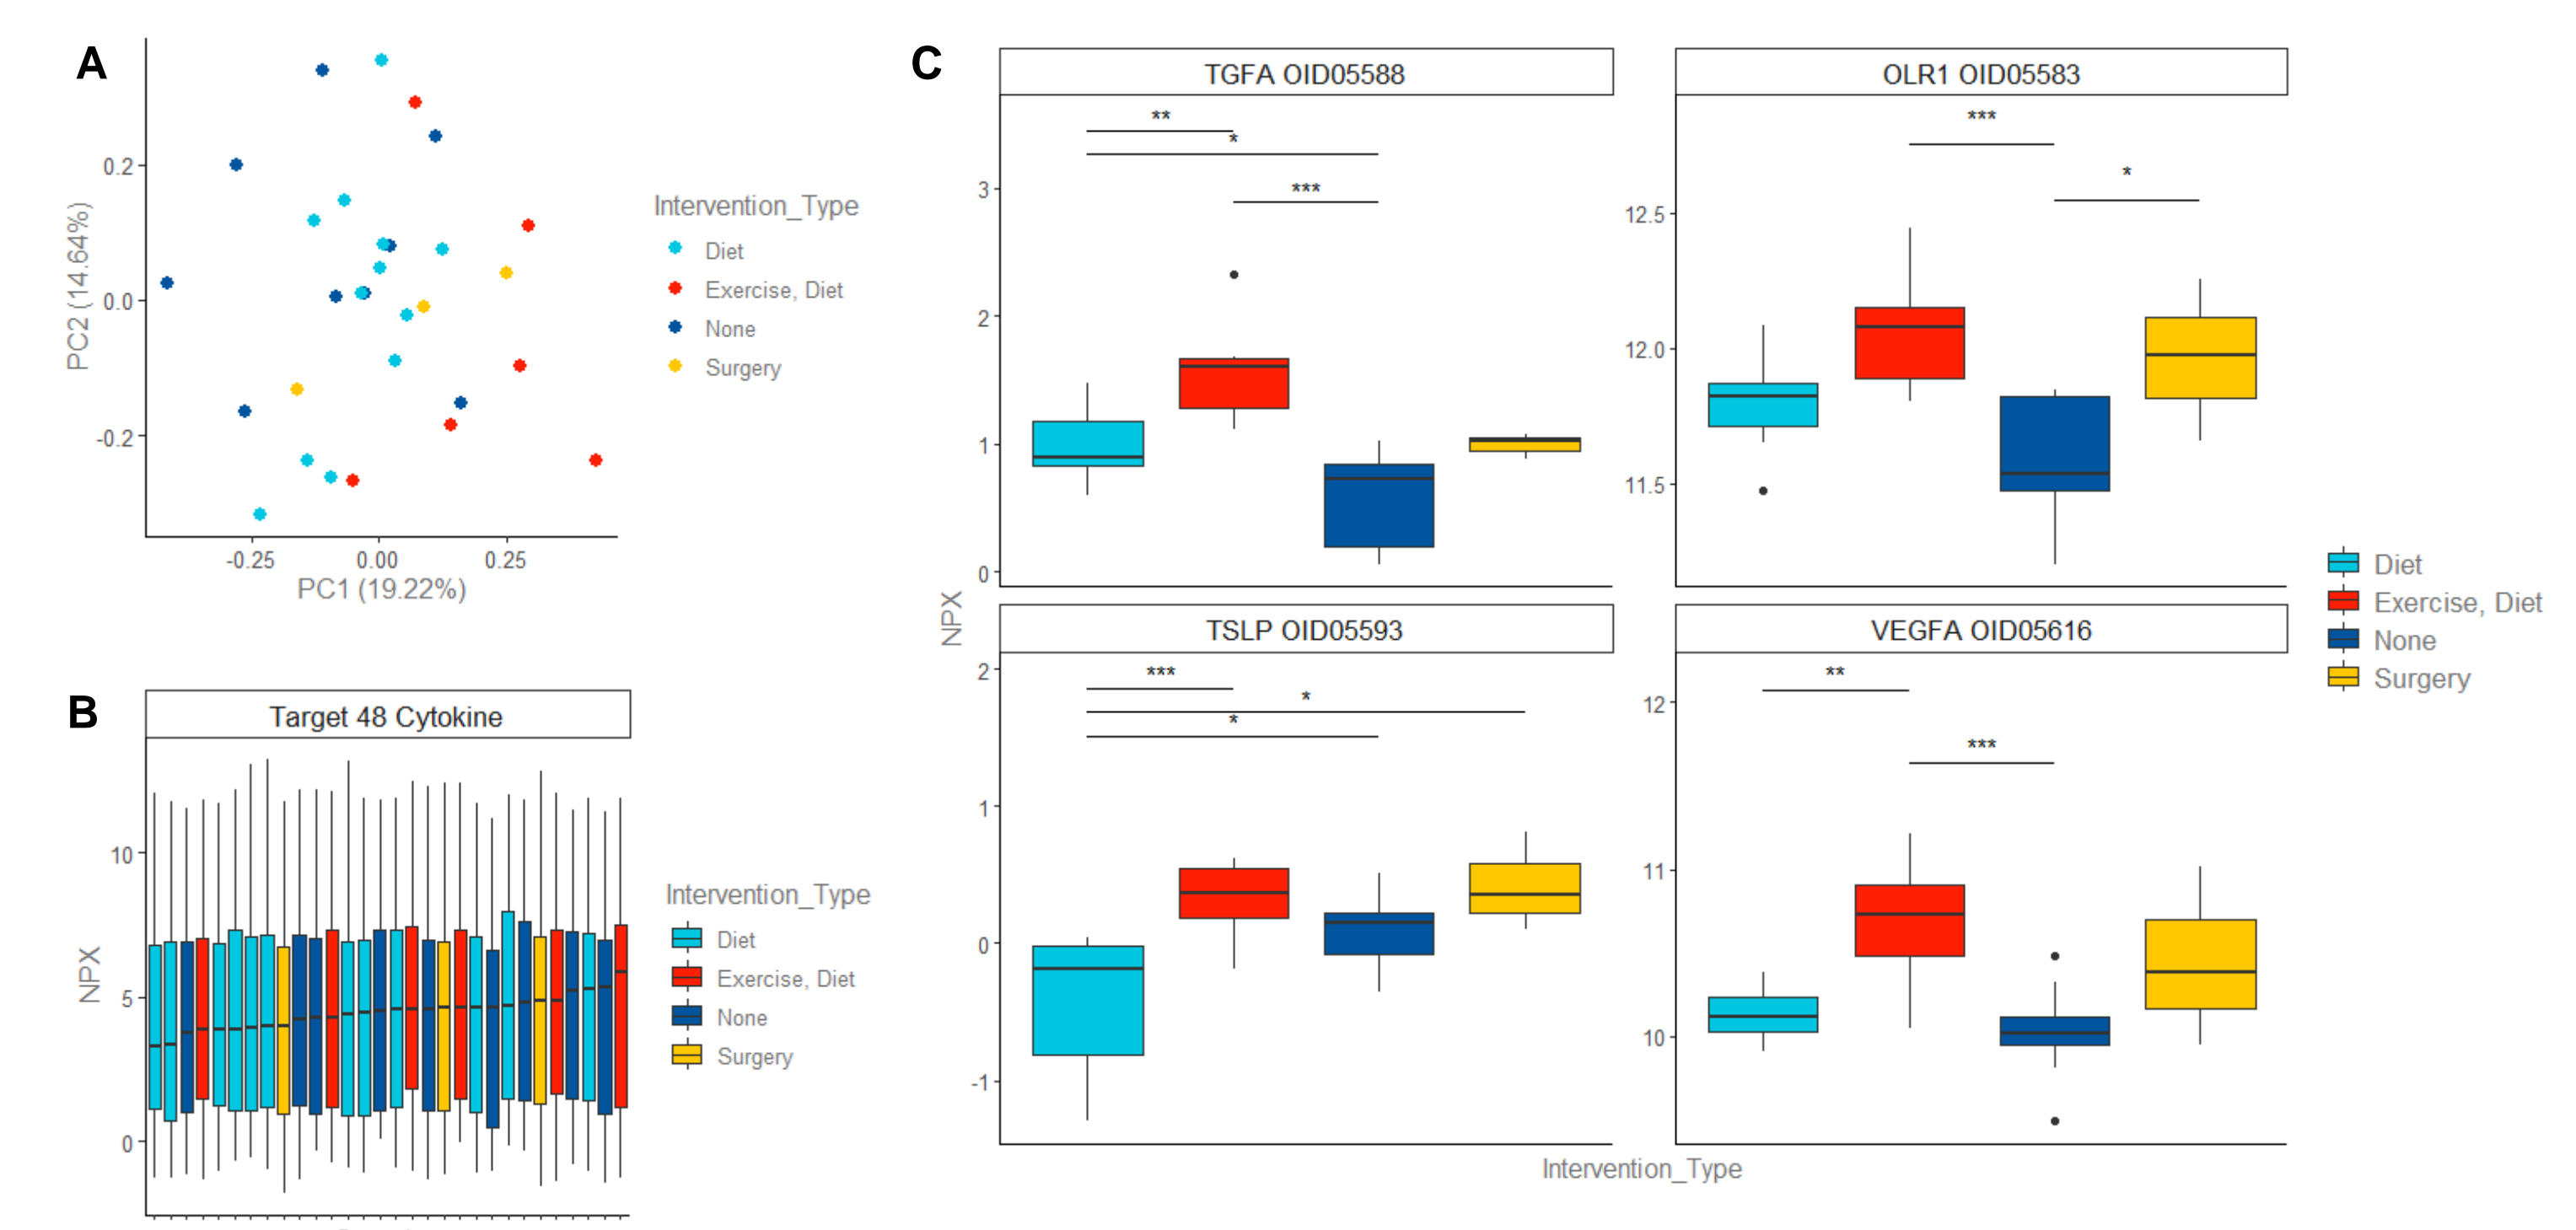 A
0.2
0.0
-0.2
PC2 (14.64%)
-0.25
0.00
0.25
PC1 (19.22%)
Intervention_Type
Diet
Exercise, Diet
None
Surgery
B
Target 48 Cytokine
10
5
0
NPX
Intervention_Type
Diet
Exercise, Diet
None
Surgery
C
TGFA OID05588
**
*
***
3
2
1
0
OLR1 OID05583
***
*
12.5
12.0
11.5
NPX
TSLP OID05593
***
*
*
2
1
0
-1
VEGFA OID05616
**
***
12
11
10
Intervention_Type
Diet
Exercise, Diet
None
Surgery